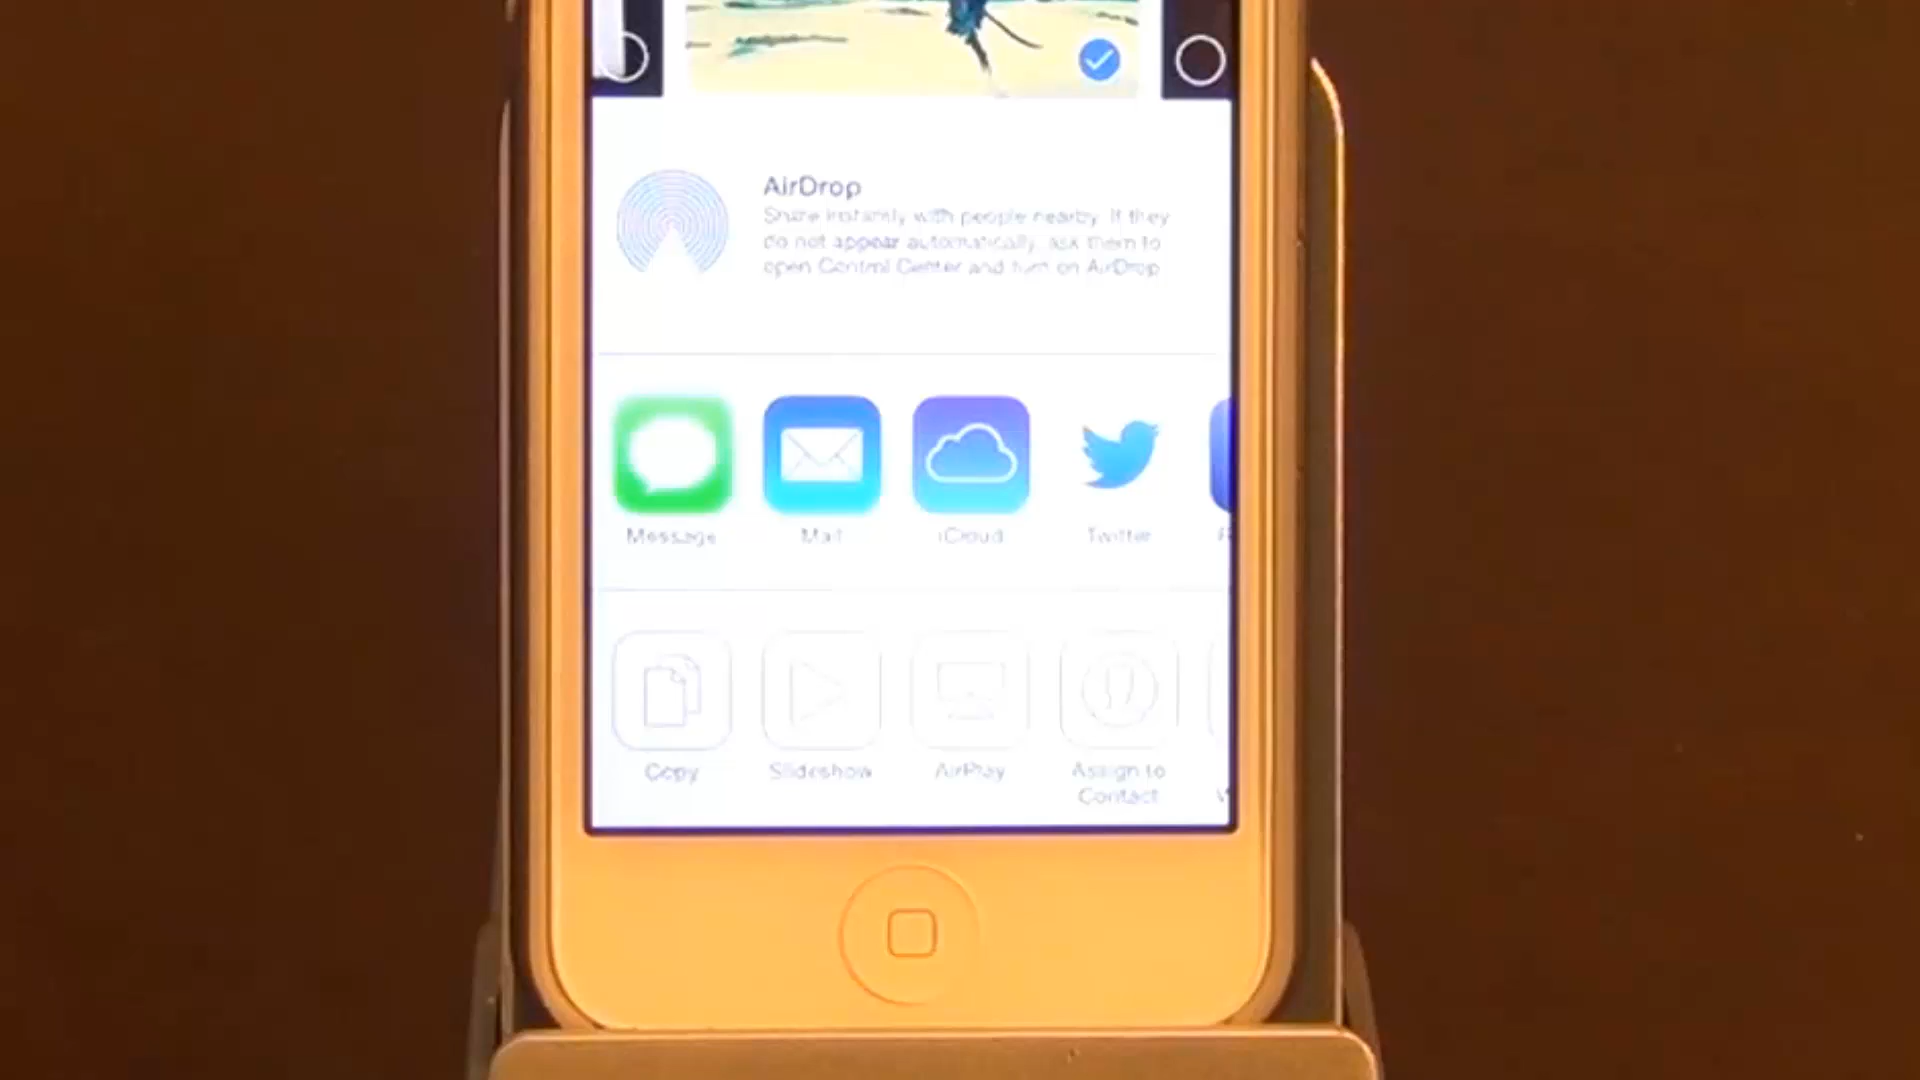 AirDrop
Share instantly with people nearby. If they
do not appear automatically, ask them to
open Control Center and turn on AirDrop
Message
Mail
iCloud
Twitter
Copy
Slideshow
AirPlay
Assign to
Contact